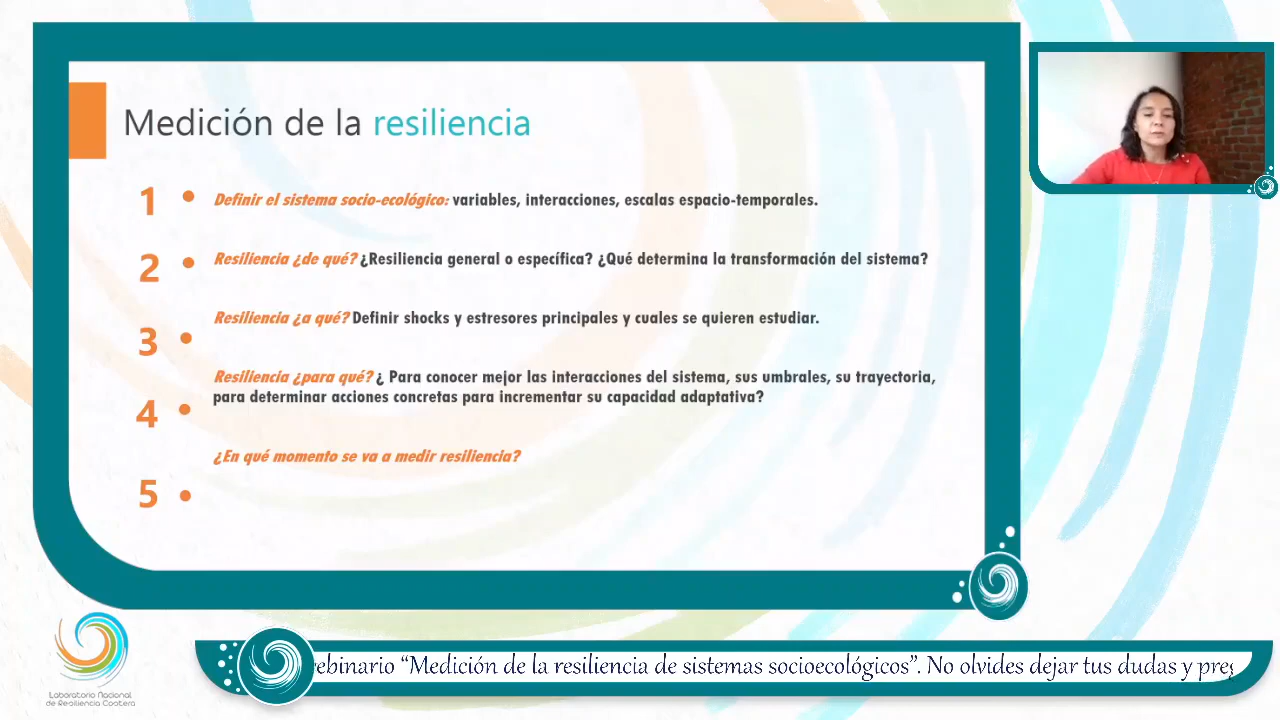 Medición de la resiliencia
1 • Definir el sistema socio-ecológico: variables, interacciones, escalas espacio-temporales.
2 • Resiliencia ¿de qué? ¿Resiliencia general o específica? ¿Qué determina la transformación del sistema?
3 • Resiliencia ¿a qué? Definir shocks y estresores principales y cuales se quieren estudiar.
4 • Resiliencia ¿para qué? ¿ Para conocer mejor las interacciones del sistema, sus umbrales, su trayectoria,
para determinar acciones concretas para incrementar su capacidad adaptativa?
5 • ¿En qué momento se va a medir resiliencia?
Laboratorio Nacional
de Resiliencia Costera
ebinario “Medición de la resiliencia de sistemas socioecológicos”. No olvides dejar tus dudas y preg